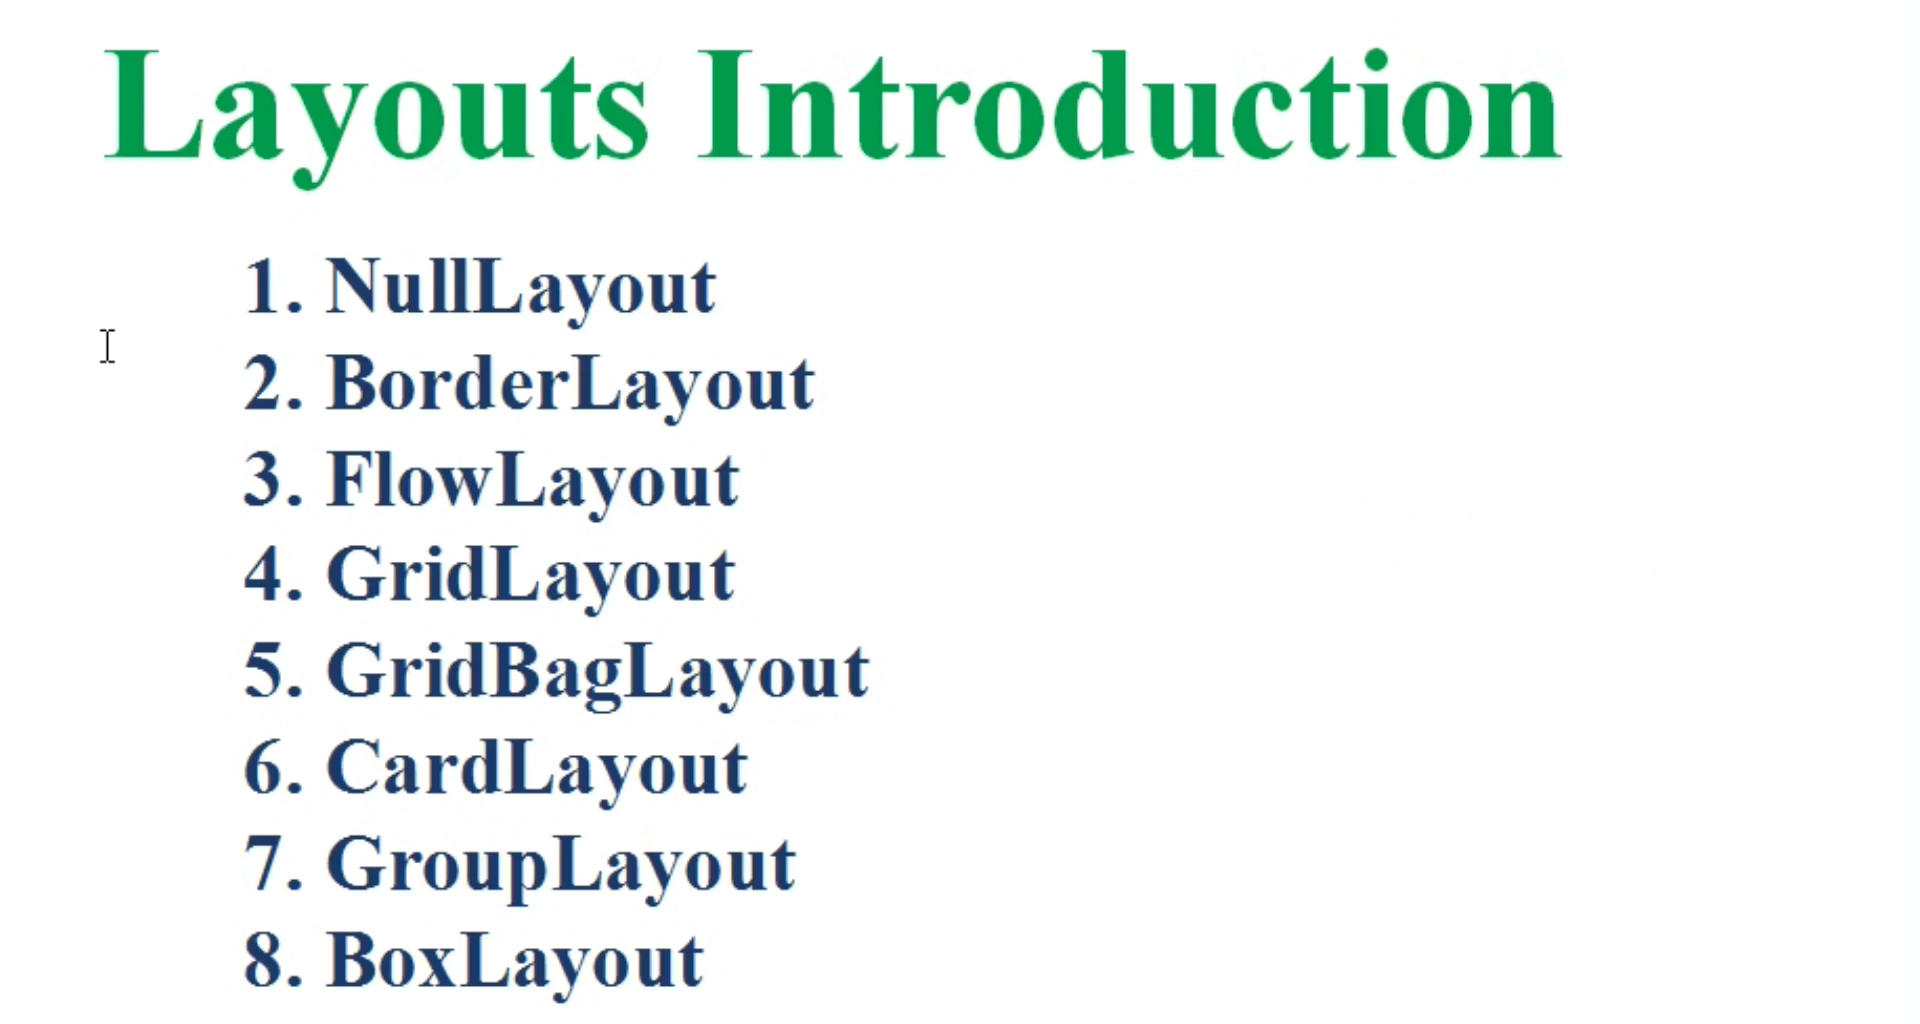 Layouts Introduction
1. NullLayout
2. BorderLayout
3. FlowLayout
4. GridLayout
5. GridBagLayout
6. CardLayout
7. GroupLayout
8. BoxLayout